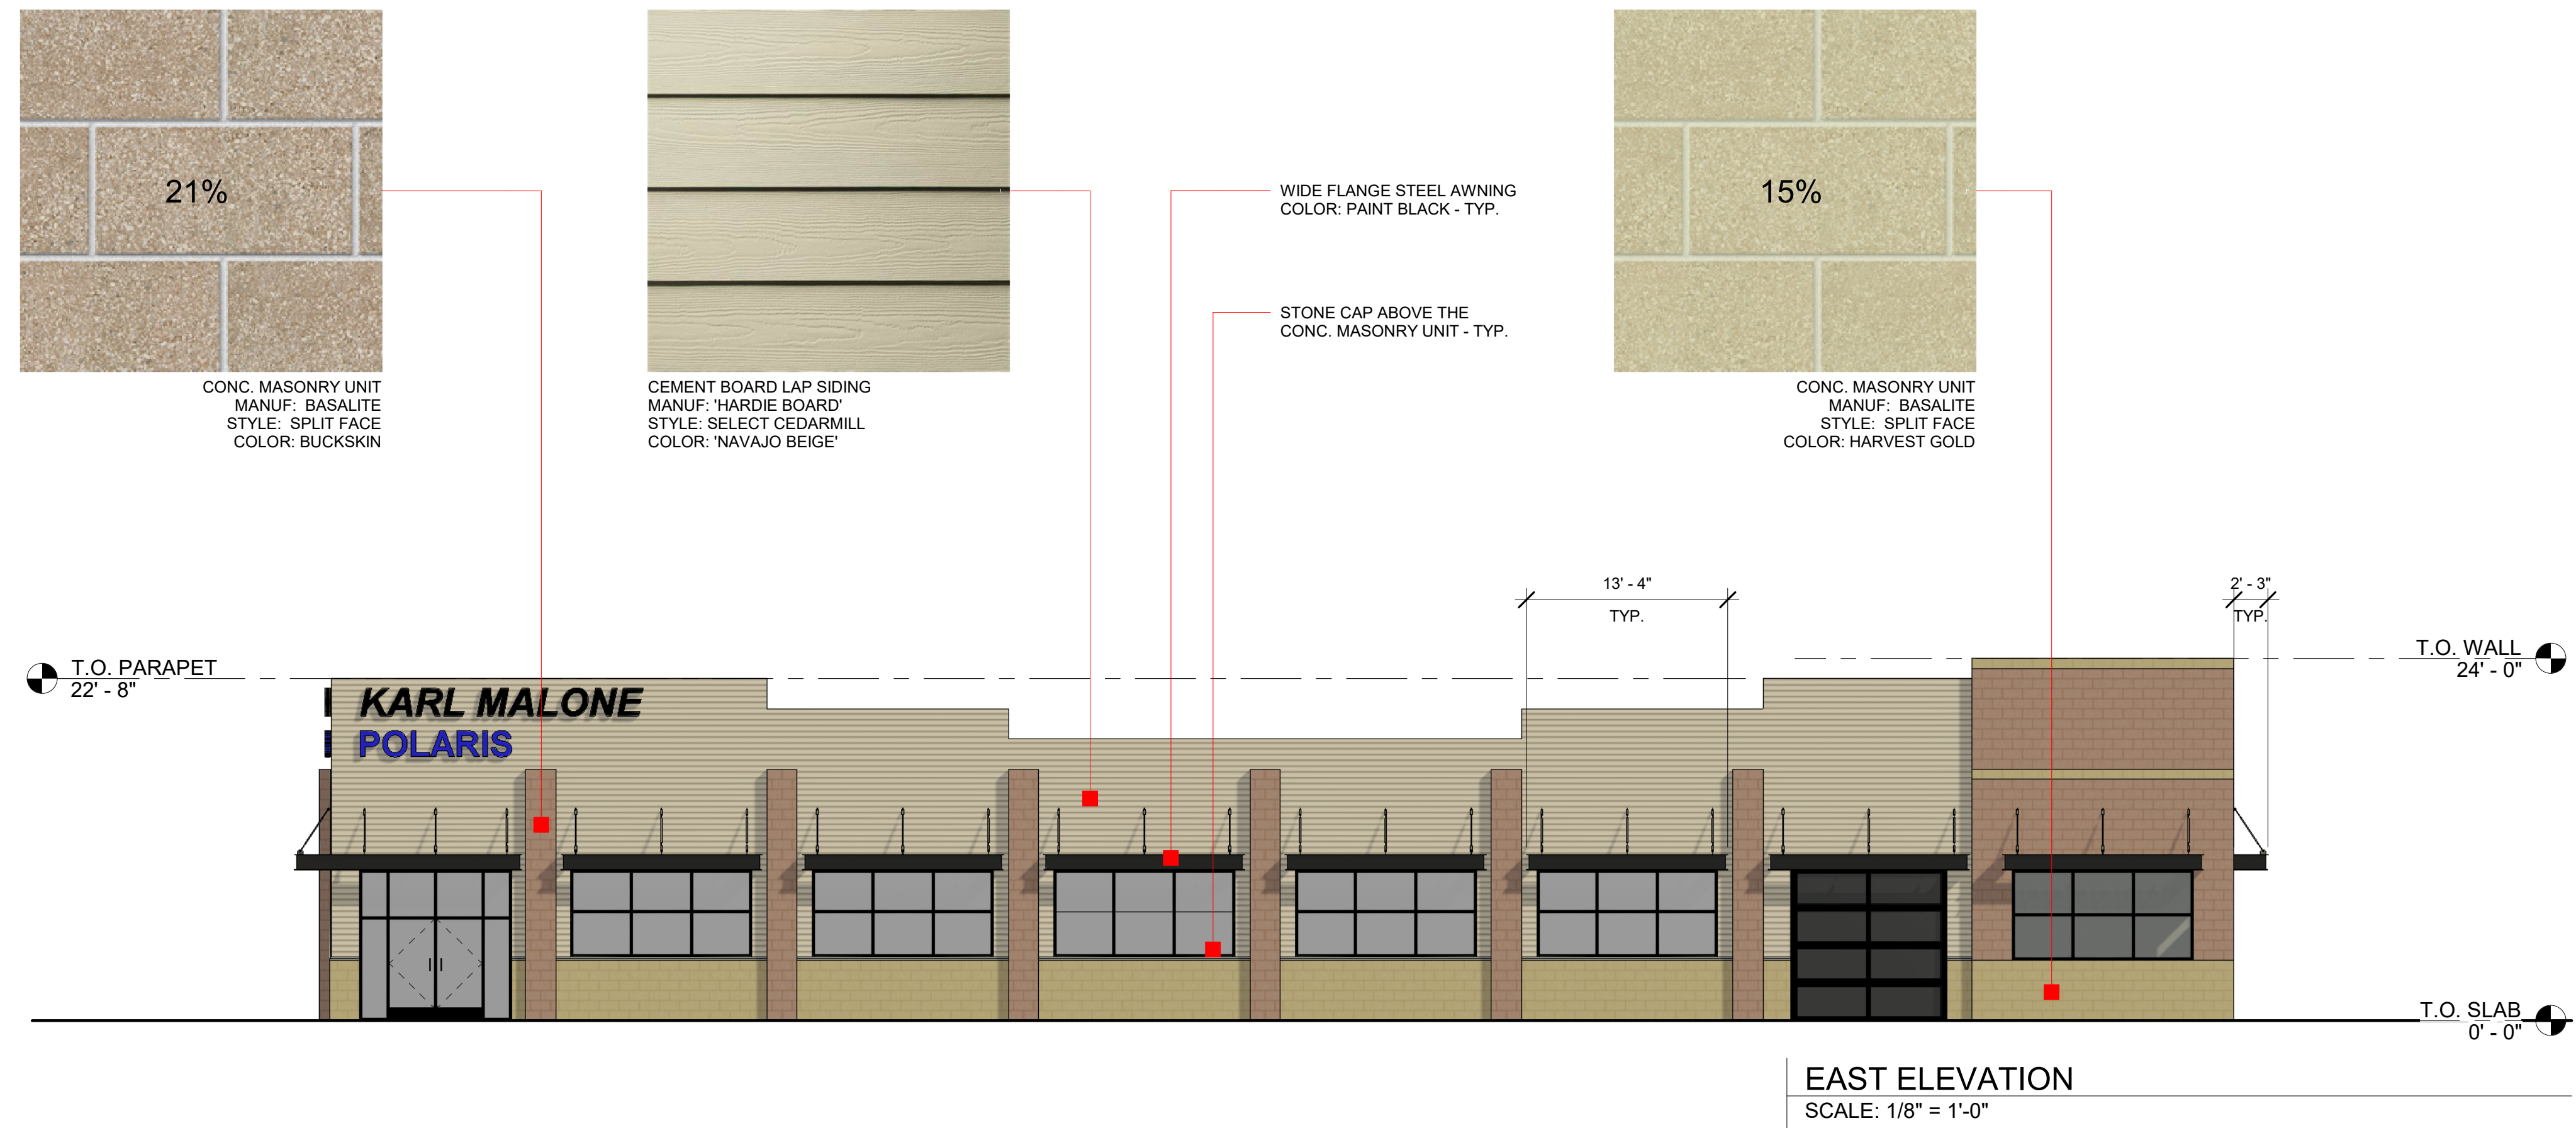 21%
CONC. MASONRY UNIT
MANUF: BASALITE
STYLE: SPLIT FACE
COLOR: BUCKSKIN
CEMENT BOARD LAP SIDING
MANUF: 'HARDIE BOARD'
STYLE: SELECT CEDARMILL
COLOR: 'NAVAJO BEIGE'
WIDE FLANGE STEEL AWNING
COLOR: PAINT BLACK - TYP.
STONE CAP ABOVE THE
CONC. MASONRY UNIT - TYP.
15%
CONC. MASONRY UNIT
MANUF: BASALITE
STYLE: SPLIT FACE
COLOR: HARVEST GOLD
13' - 4"
TYP.
2' - 3"
TYP.
T.O. PARAPET
22' - 8"
T.O. WALL
24' - 0"
KARL MALONE
POLARIS
T.O. SLAB
0' - 0"
EAST ELEVATION
SCALE: 1/8" = 1'-0"